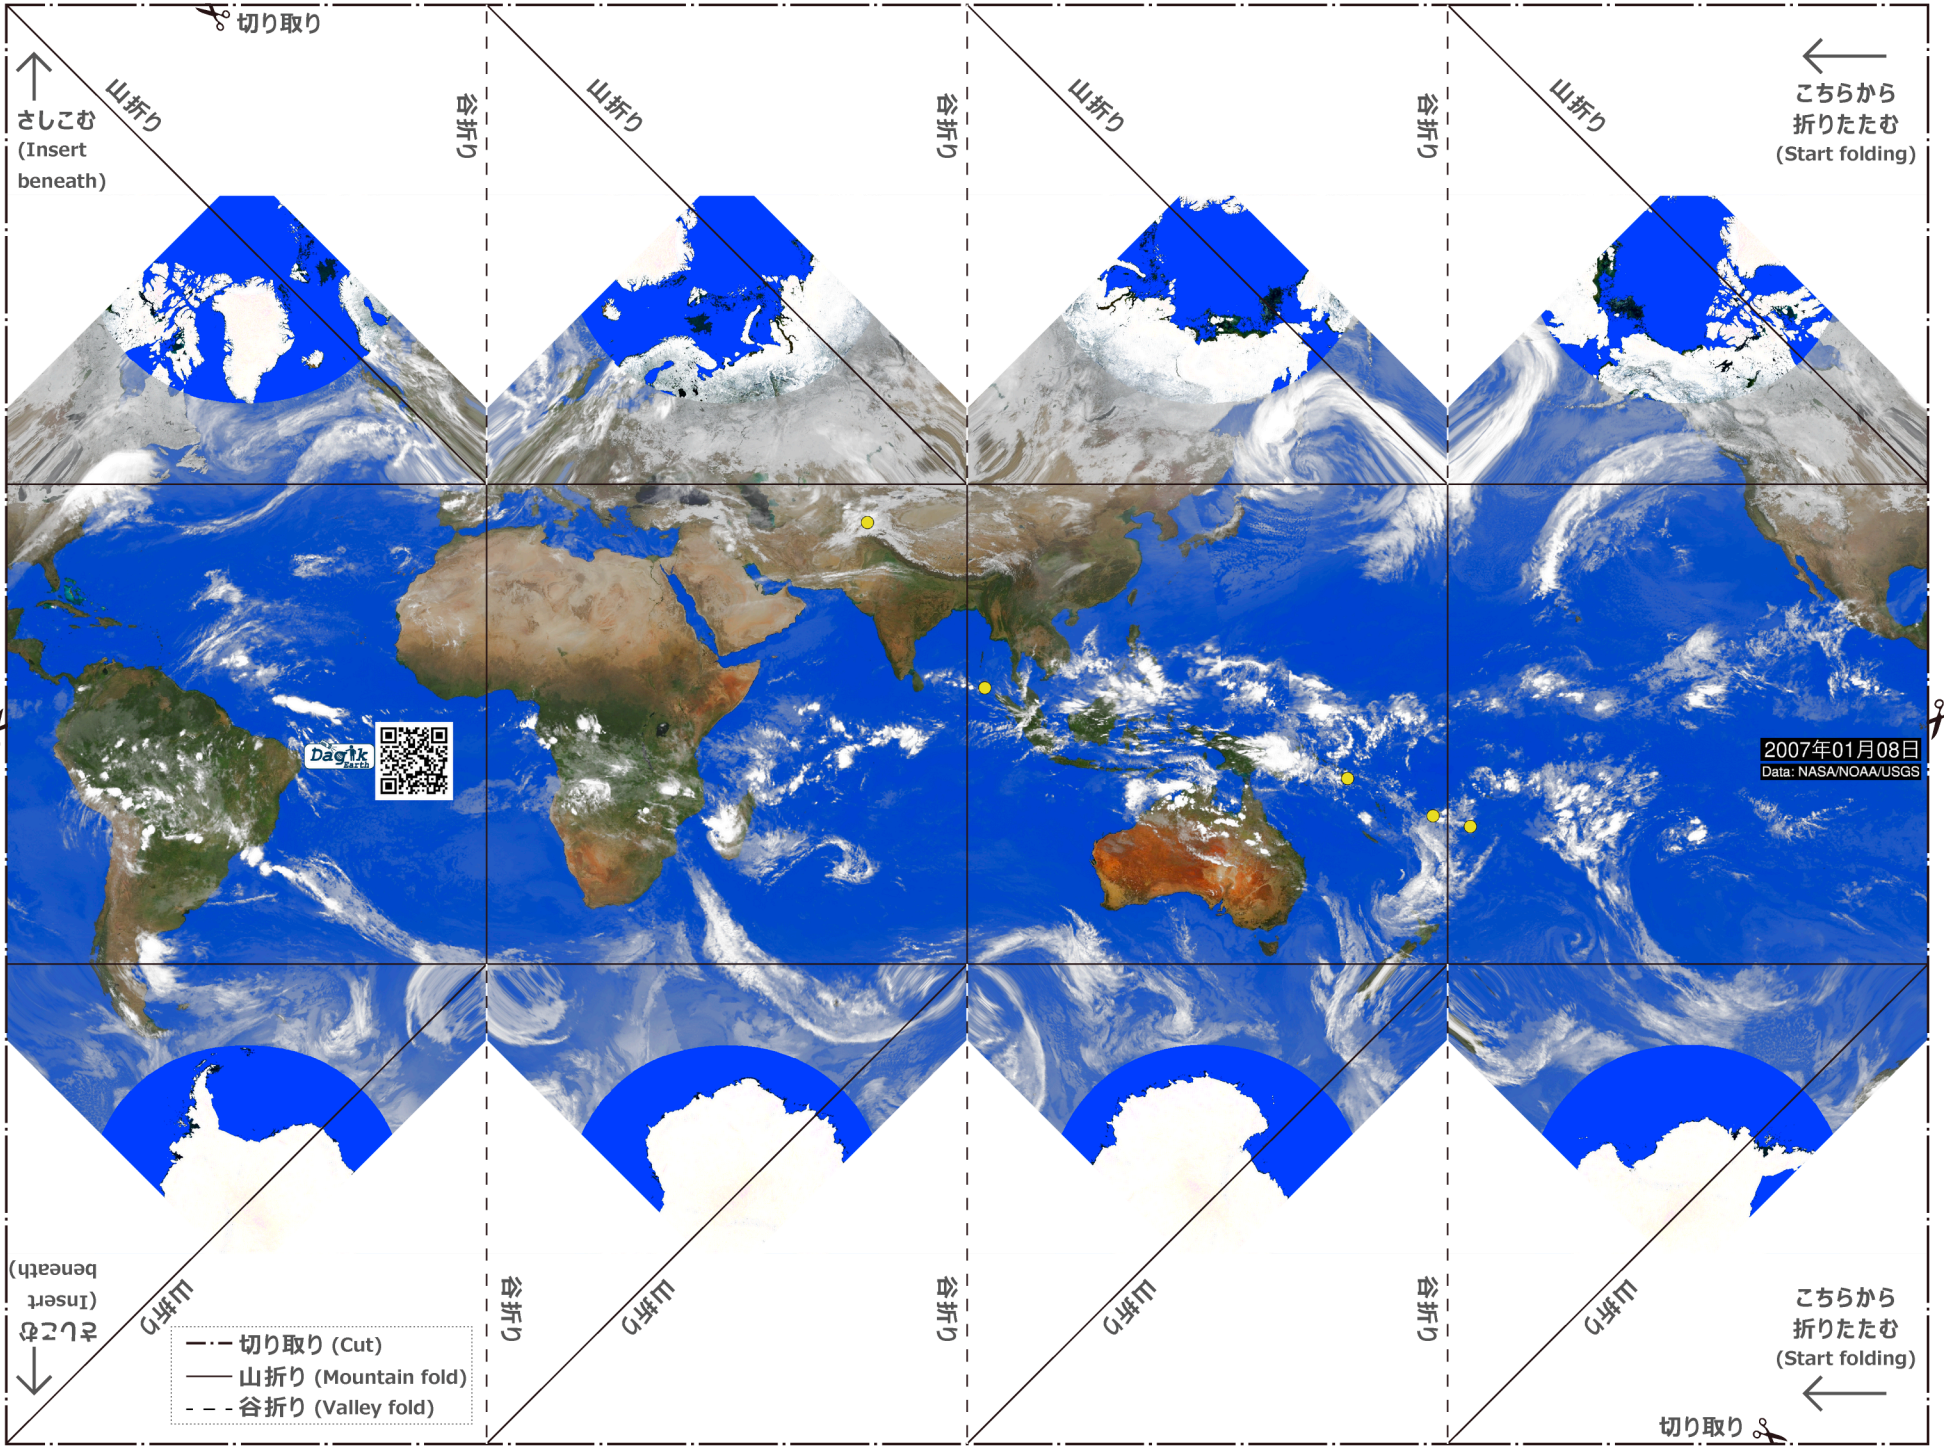 切り取り
山折り
谷折り
山折り
谷折り
山折り
谷折り
山折り
さしこむ
(Insert
beneath)
こちらから
折りたたむ
(Start folding)
Dagik
Earth
2007年01月08日
Data: NASA/NOAA/USGS
さしこむ
(Insert
beneath)
山折り
谷折り
山折り
谷折り
山折り
谷折り
山折り
こちらから
折りたたむ
(Start folding)
切り取り (Cut)
山折り (Mountain fold)
谷折り (Valley fold)
切り取り